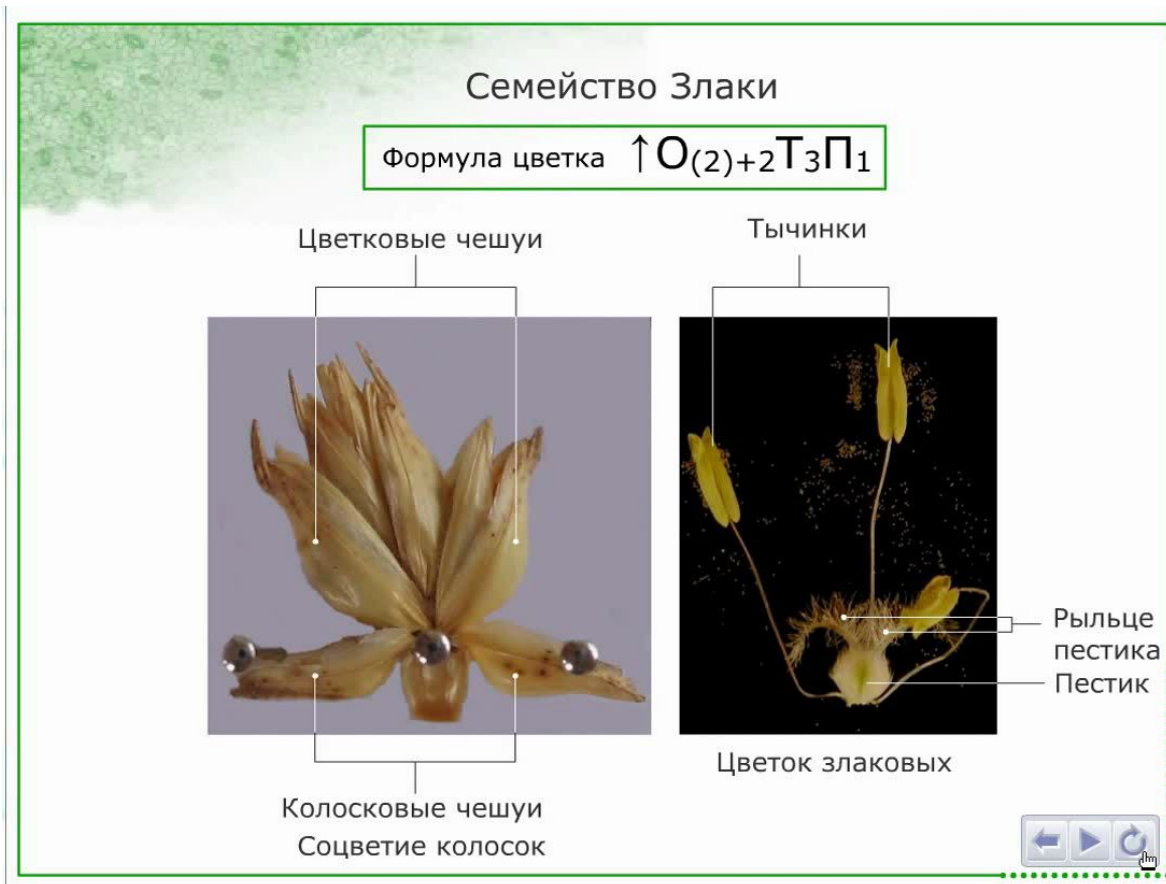 Семейство Злаки
Формула цветка ↑О(2)+2Т3П1
Цветковые чешуи
Тычинки
Рыльце
пестика
Пестик
Цветок злаковых
Колосковые чешуи
Соцветие колосок